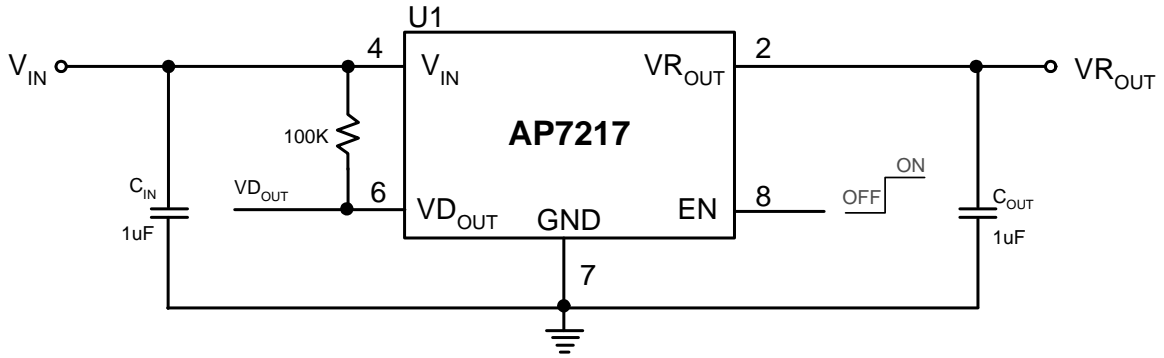 U1
V_IN
4
V_IN
VR_OUT
2
VR_OUT
100K
AP7217
ON
OFF
C_IN
1uF
VD_OUT
6
VD_OUT
GND
EN
8
C_OUT
1uF
7